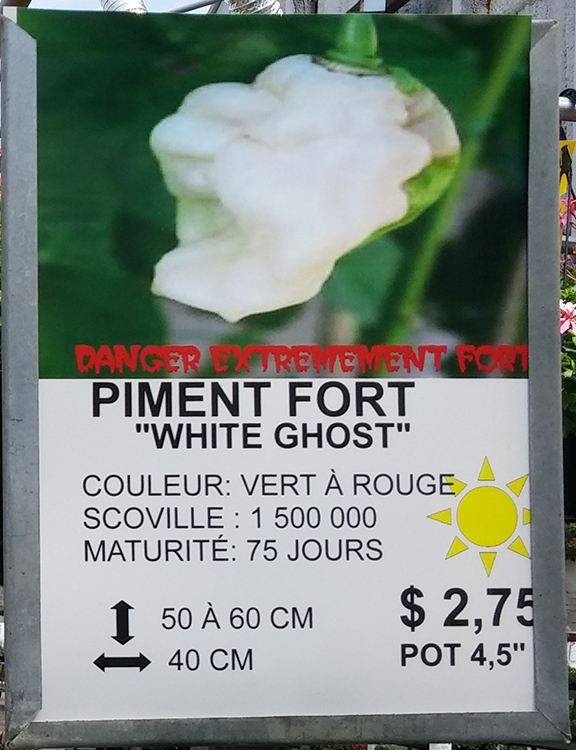 DANGER EXTREMEMENT FORT
PIMENT FORT
"WHITE GHOST"
COULEUR: VERT À ROUGE
SCOVILLE : 1 500 000
MATURITÉ: 75 JOURS
50 À 60 CM
40 CM
$ 2,75
POT 4,5"